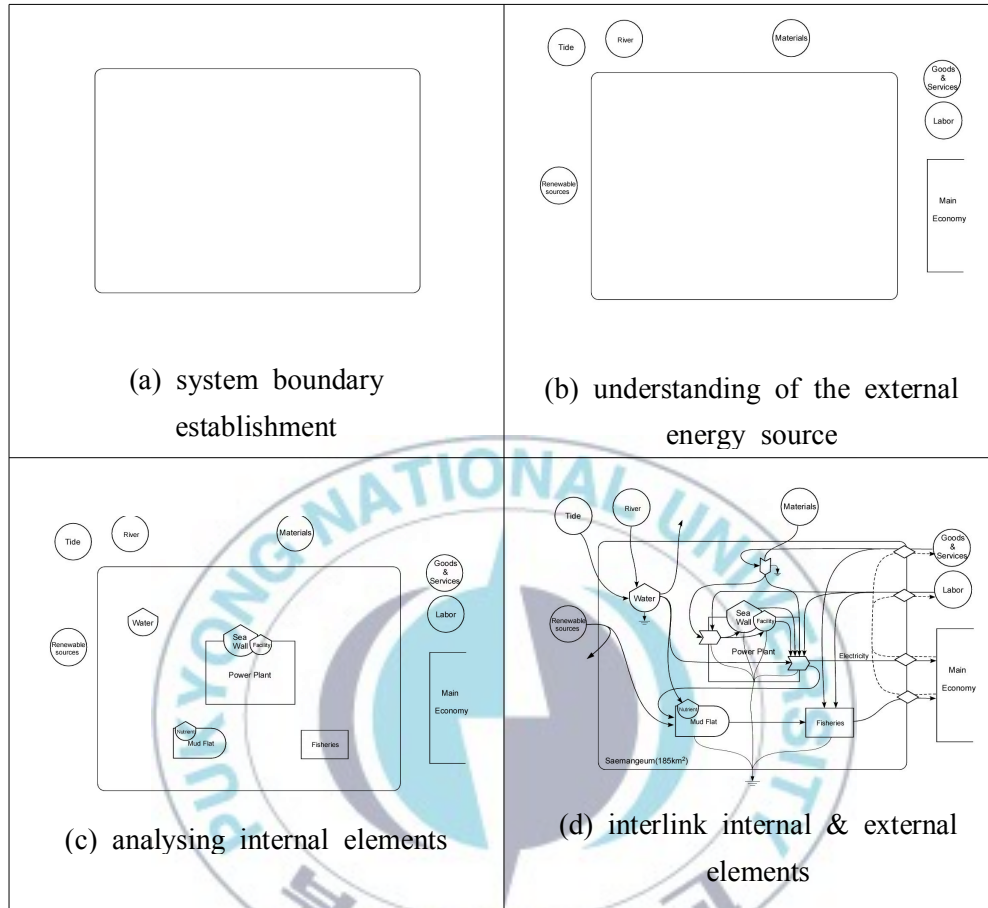 (a) system boundary
establishment
Tide
River
Materials
Goods
&
Services
Labor
Renewable
sources
Main
Economy
(b) understanding of the external
energy source
Tide
River
Materials
Goods
&
Services
Water
Labor
Renewable
sources
Sea
Wall
Facility
Power Plant
Main
Economy
Nutrient
Mud Flat
Fisheries
(c) analysing internal elements
Tide
River
Materials
Goods
&
Services
Water
Labor
Renewable
sources
Sea
Wall
Facility
Power Plant
Electricity
Main
Economy
Nutrient
Mud Flat
Fisheries
Saemangeum(185km²)
(d) interlink internal & external
elements
PUKYONG NATIONAL UNIVERSITY